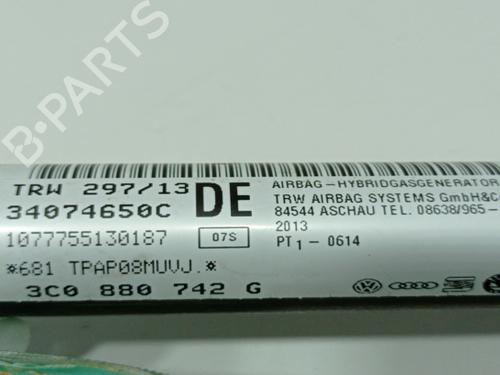 B-PARTS
TRW 297/13
34074650C
1077755130187
*681 TPAP08MUVJ.*
3C0 880 742 G
DE
07S
AIRBAG-HYBRIDGASGENERATOR
TRW AIRBAG SYSTEMS GmbH&C
84544 ASCHAU TEL. 08638/965-
2013
PT1-0614